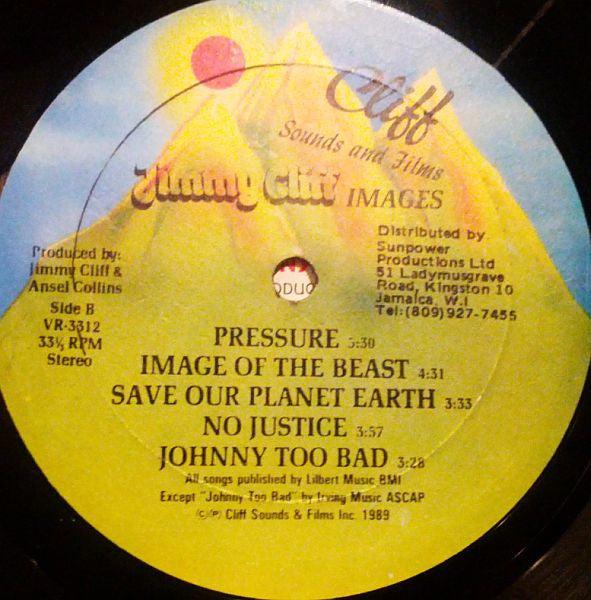 Cliff
Sounds and Films
Jimmy Cliff IMAGES
Distributed by
Sunpower
Productions Ltd
51 Ladymusgrave
Road, Kingston 10
Jamaica, W.I
Tel:(809)927-7455
Produced by:
Jimmy Cliff &
Ansel Collins
Side B
VR-3312
33⅓ RPM
Stereo
PRESSURE 5:30
IMAGE OF THE BEAST 4:31
SAVE OUR PLANET EARTH 3:33
NO JUSTICE 3:57
JOHNNY TOO BAD 3:28
All songs published by Lilbert Music BMI
Except "Johnny Too Bad" by Irving Music ASCAP
(C)(P) Cliff Sounds & Films Inc. 1989